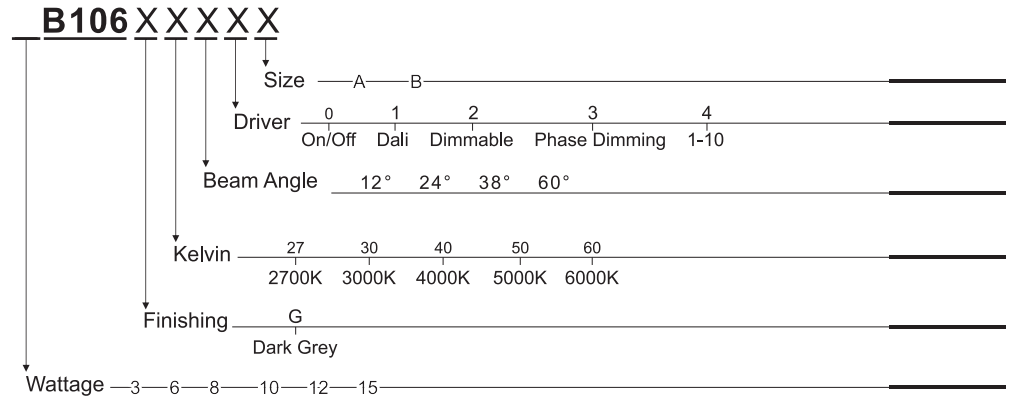 B106 X X X X X
Size A B
0 1 2 3 4
Driver
On/Off Dali Dimmable Phase Dimming 1-10
Beam Angle 12° 24° 38° 60°
27 30 40 50 60
Kelvin
2700K 3000K 4000K 5000K 6000K
G
Finishing
Dark Grey
Wattage 3 6 8 10 12 15